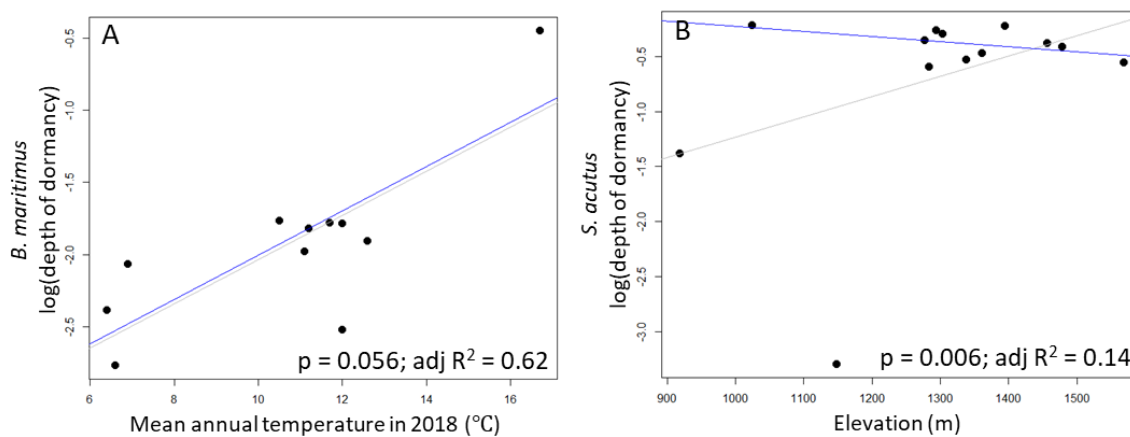 A
B. maritimus
log(depth of dormancy)
-0.5
-1.0
-1.5
-2.0
-2.5
p = 0.056; adj R² = 0.62
6 8 10 12 14 16
Mean annual temperature in 2018 (°C)
B
S. acutus
log(depth of dormancy)
-0.5
-1.0
-1.5
-2.0
-2.5
-3.0
p = 0.006; adj R² = 0.14
900 1000 1100 1200 1300 1400 1500
Elevation (m)